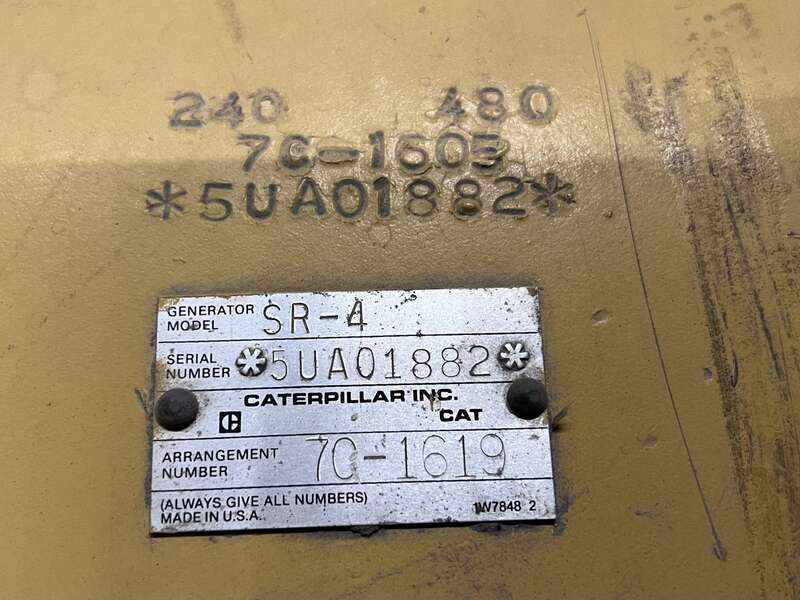 240 480
7C-1605
*5UA01882*
GENERATOR MODEL SR-4
SERIAL NUMBER *5UA01882*
CATERPILLAR INC.
C CAT
ARRANGEMENT NUMBER 7C-1619
(ALWAYS GIVE ALL NUMBERS)
MADE IN U.S.A. 1W7848 2